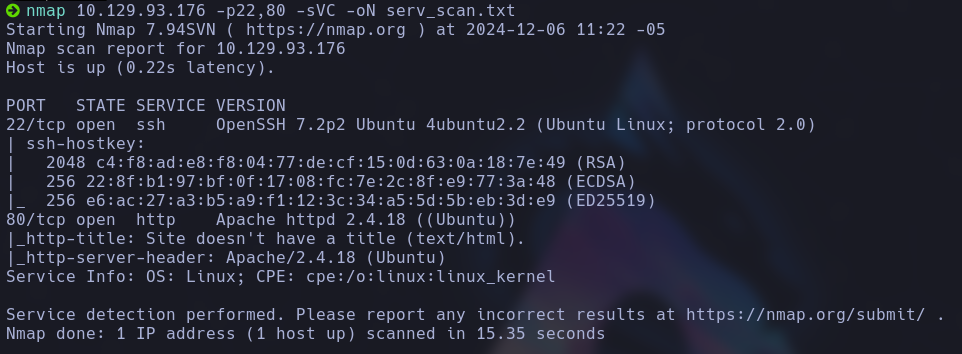 nmap 10.129.93.176 -p22,80 -sVC -oN serv_scan.txt
Starting Nmap 7.94SVN ( https://nmap.org ) at 2024-12-06 11:22 -05
Nmap scan report for 10.129.93.176
Host is up (0.22s latency).
PORT   STATE SERVICE VERSION
22/tcp open  ssh     OpenSSH 7.2p2 Ubuntu 4ubuntu2.2 (Ubuntu Linux; protocol 2.0)
| ssh-hostkey:
|   2048 c4:f8:ad:e8:f8:04:77:de:cf:15:0d:63:0a:18:7e:49 (RSA)
|   256 22:8f:b1:97:bf:0f:17:08:fc:7e:2c:8f:e9:77:3a:48 (ECDSA)
|_  256 e6:ac:27:a3:b5:a9:f1:12:3c:34:a5:5d:5b:eb:3d:e9 (ED25519)
80/tcp open  http    Apache httpd 2.4.18 ((Ubuntu))
|_http-title: Site doesn't have a title (text/html).
|_http-server-header: Apache/2.4.18 (Ubuntu)
Service Info: OS: Linux; CPE: cpe:/o:linux:linux_kernel
Service detection performed. Please report any incorrect results at https://nmap.org/submit/ .
Nmap done: 1 IP address (1 host up) scanned in 15.35 seconds